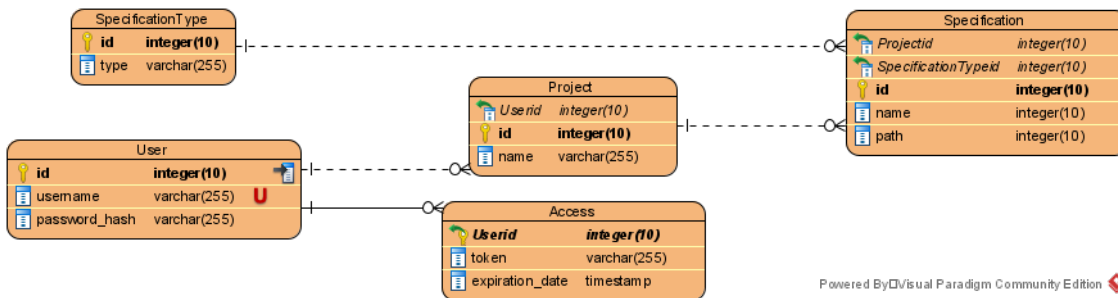 SpecificationType
id integer(10)
type varchar(255)
Specification
Projectid integer(10)
SpecificationTypeid integer(10)
id integer(10)
name integer(10)
path integer(10)
Project
Userid integer(10)
id integer(10)
name varchar(255)
User
id integer(10)
username varchar(255) U
password_hash varchar(255)
Access
Userid integer(10)
token varchar(255)
expiration_date timestamp
Powered By□Visual Paradigm Community Edition